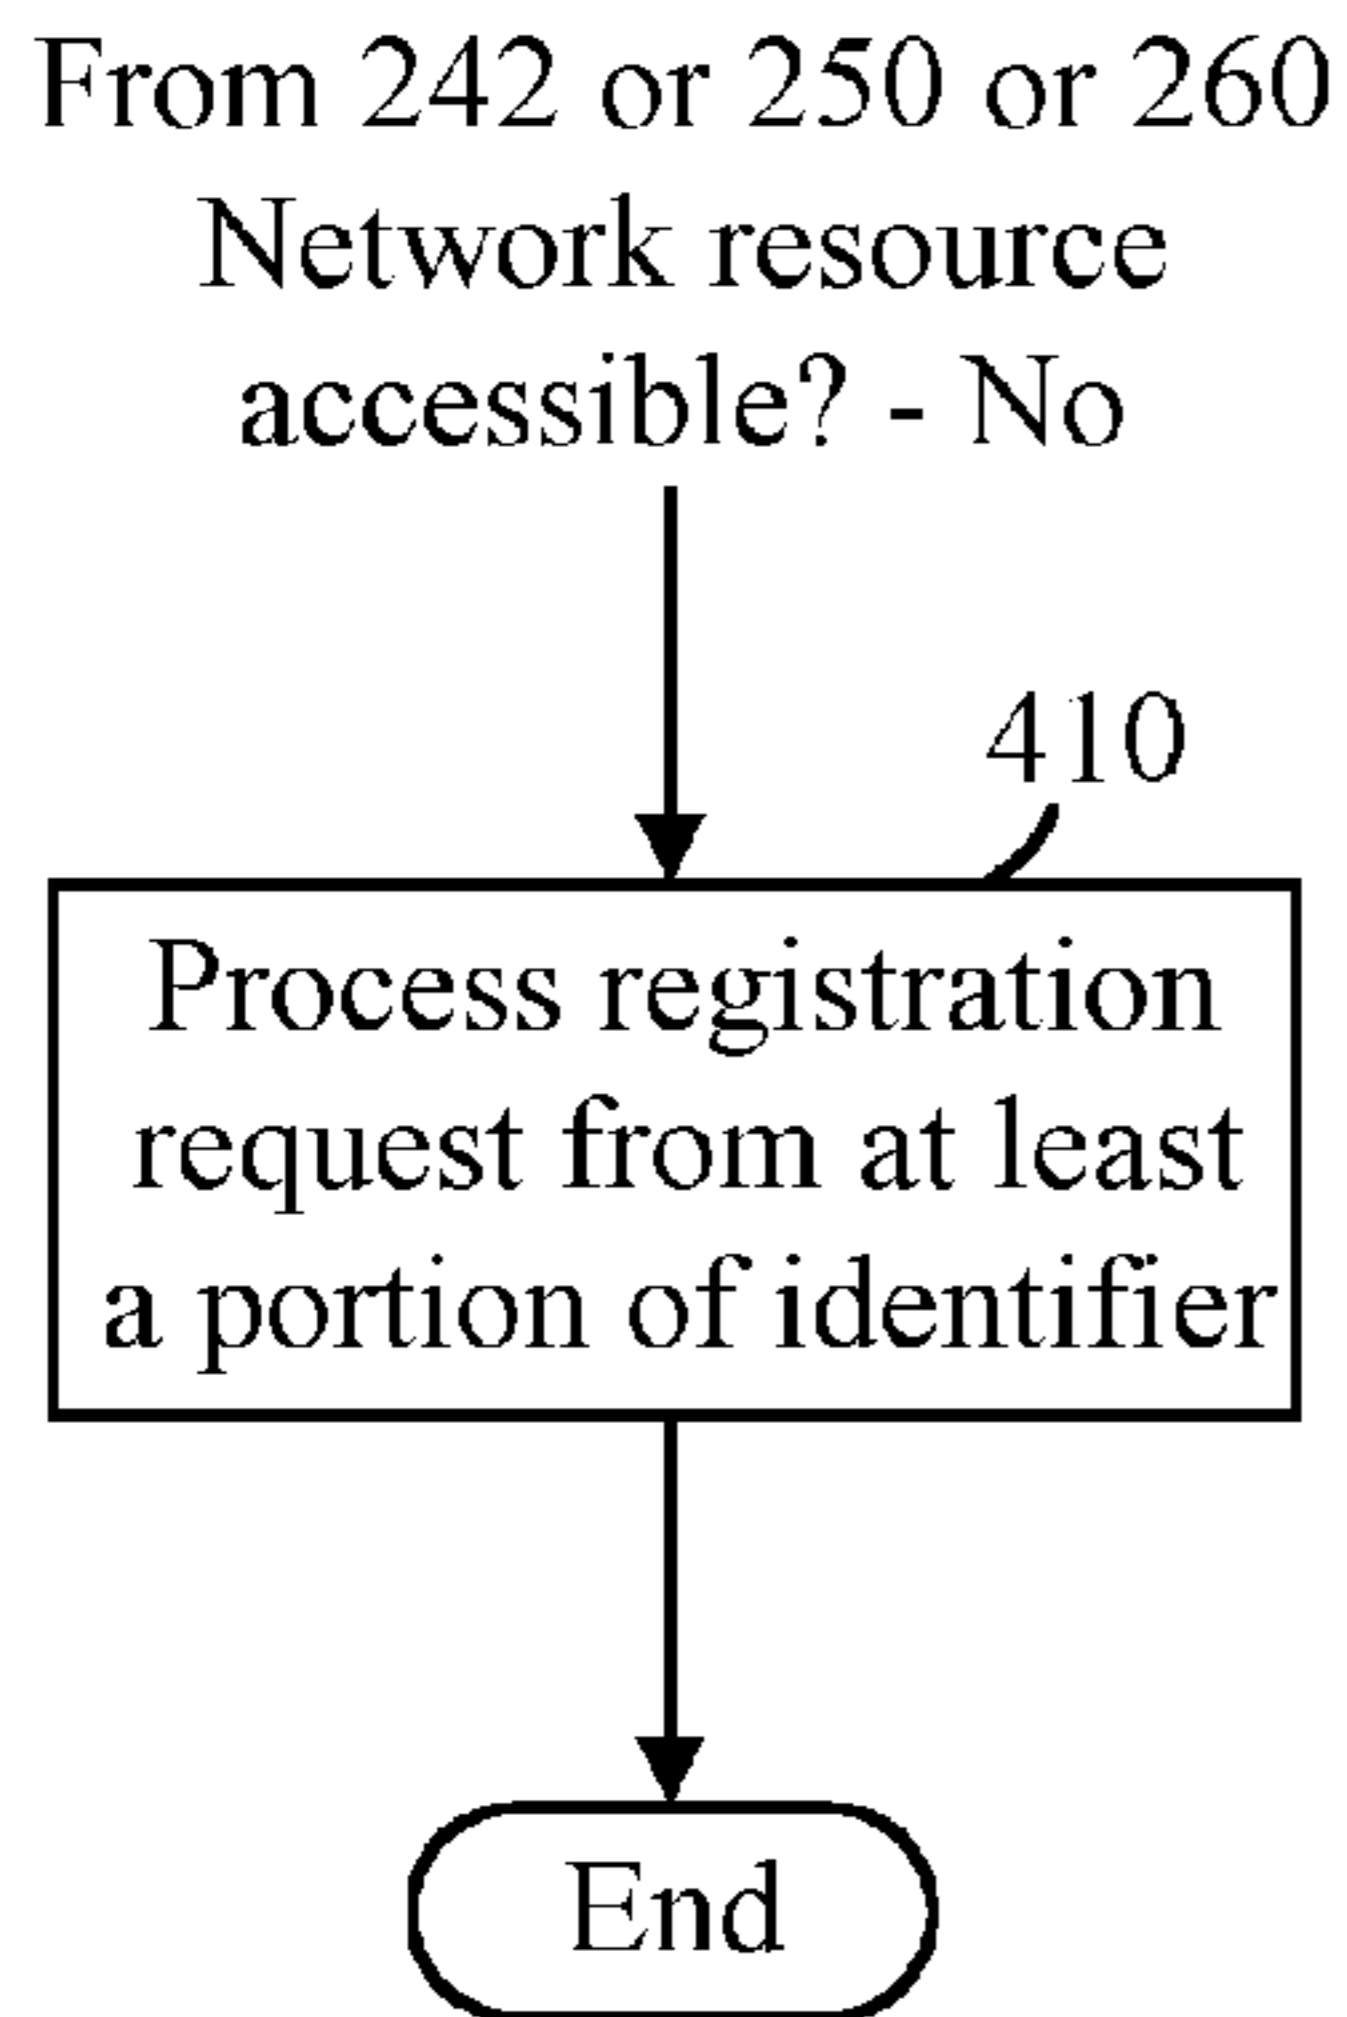 From 242 or 250 or 260
Network resource
accessible? - No
410
Process registration
request from at least
a portion of identifier
End